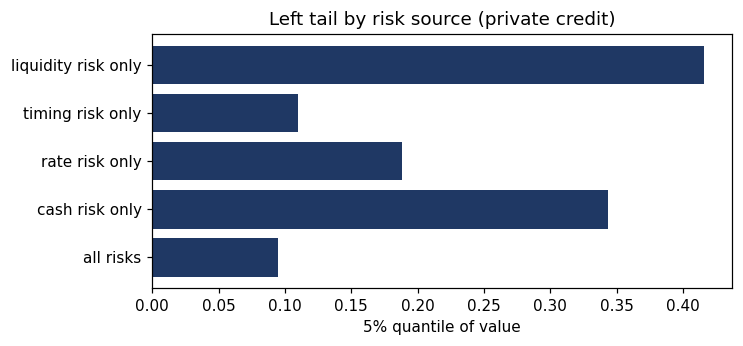 Left tail by risk source (private credit)
liquidity risk only
timing risk only
rate risk only
cash risk only
all risks
0.00 0.05 0.10 0.15 0.20 0.25 0.30 0.35 0.40
5% quantile of value